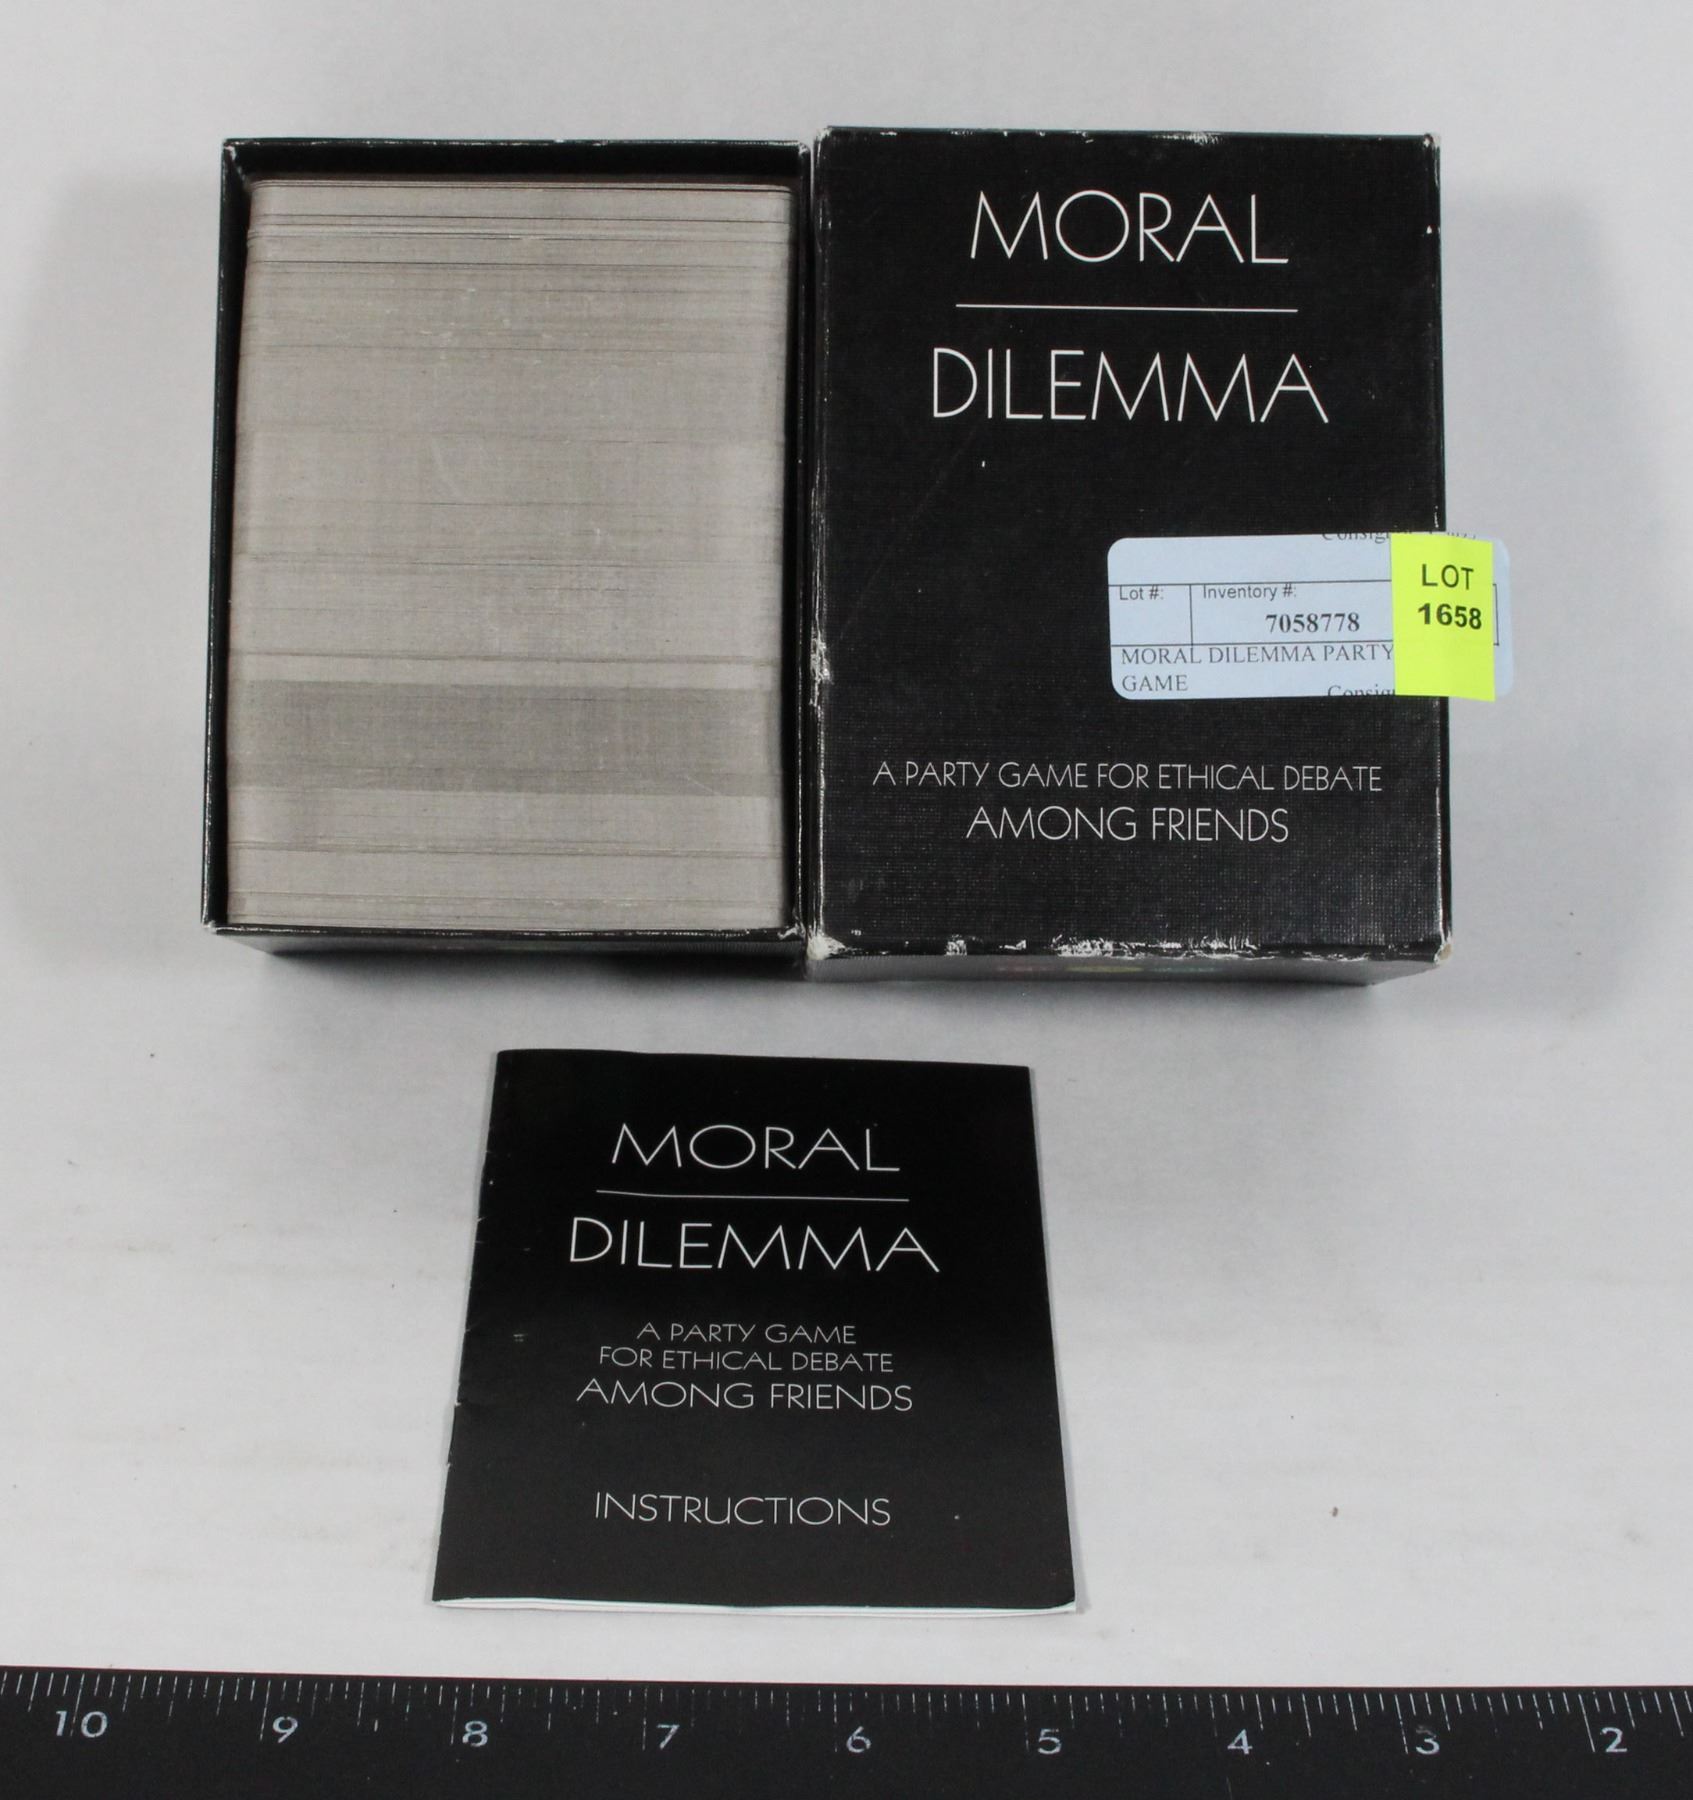 MORAL
DILEMMA
Lot #:
Inventory #:
7058778
LOT
1658
MORAL DILEMMA PARTY
GAME
A PARTY GAME FOR ETHICAL DEBATE
AMONG FRIENDS
MORAL
DILEMMA
A PARTY GAME
FOR ETHICAL DEBATE
AMONG FRIENDS
INSTRUCTIONS
10 9 8 7 6 5 4 3 2